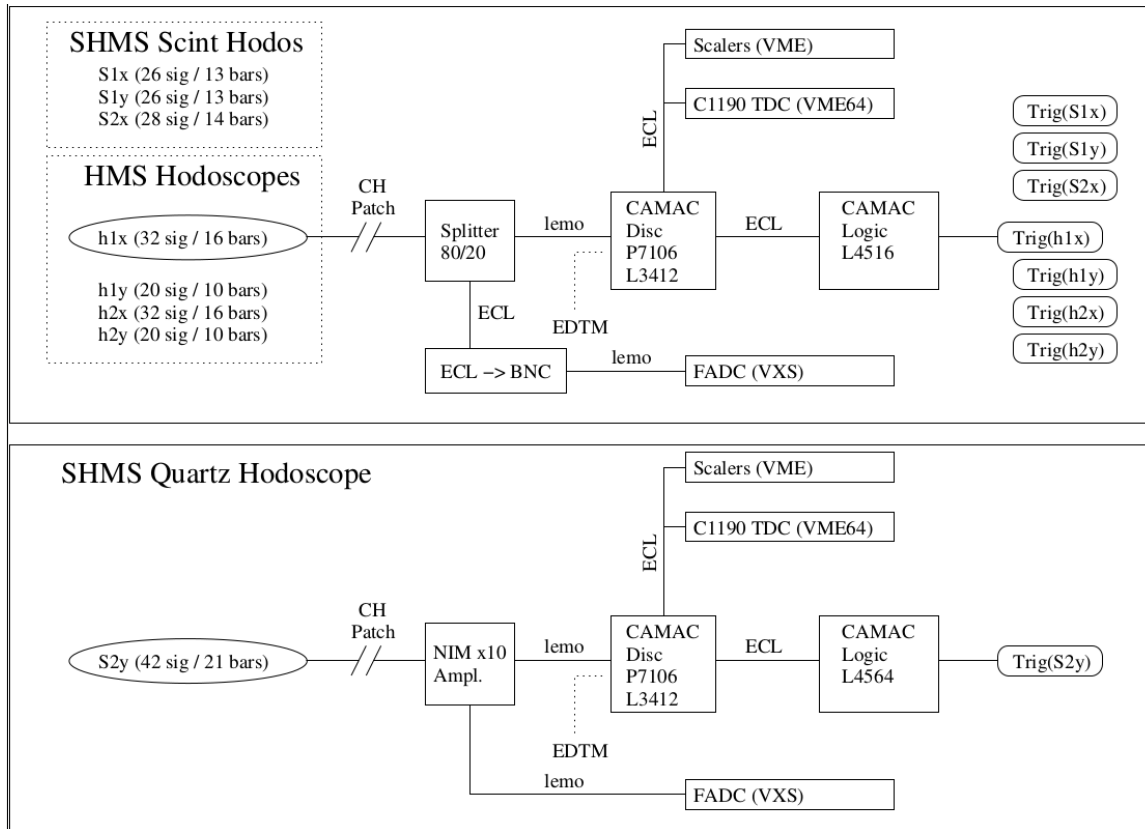 SHMS Scint Hodos
S1x (26 sig / 13 bars)
S1y (26 sig / 13 bars)
S2x (28 sig / 14 bars)
HMS Hodoscopes
h1x (32 sig / 16 bars)
h1y (20 sig / 10 bars)
h2x (32 sig / 16 bars)
h2y (20 sig / 10 bars)
CH
Patch
Splitter
80/20
ECL
ECL −> BNC
lemo
FADC (VXS)
lemo
EDTM
CAMAC
Disc
P7106
L3412
ECL
Scalers (VME)
C1190 TDC (VME64)
ECL
CAMAC
Logic
L4516
Trig(S1x)
Trig(S1y)
Trig(S2x)
Trig(h1x)
Trig(h1y)
Trig(h2x)
Trig(h2y)
SHMS Quartz Hodoscope
S2y (42 sig / 21 bars)
CH
Patch
NIM x10
Ampl.
lemo
EDTM
lemo
FADC (VXS)
CAMAC
Disc
P7106
L3412
ECL
Scalers (VME)
C1190 TDC (VME64)
ECL
CAMAC
Logic
L4564
Trig(S2y)